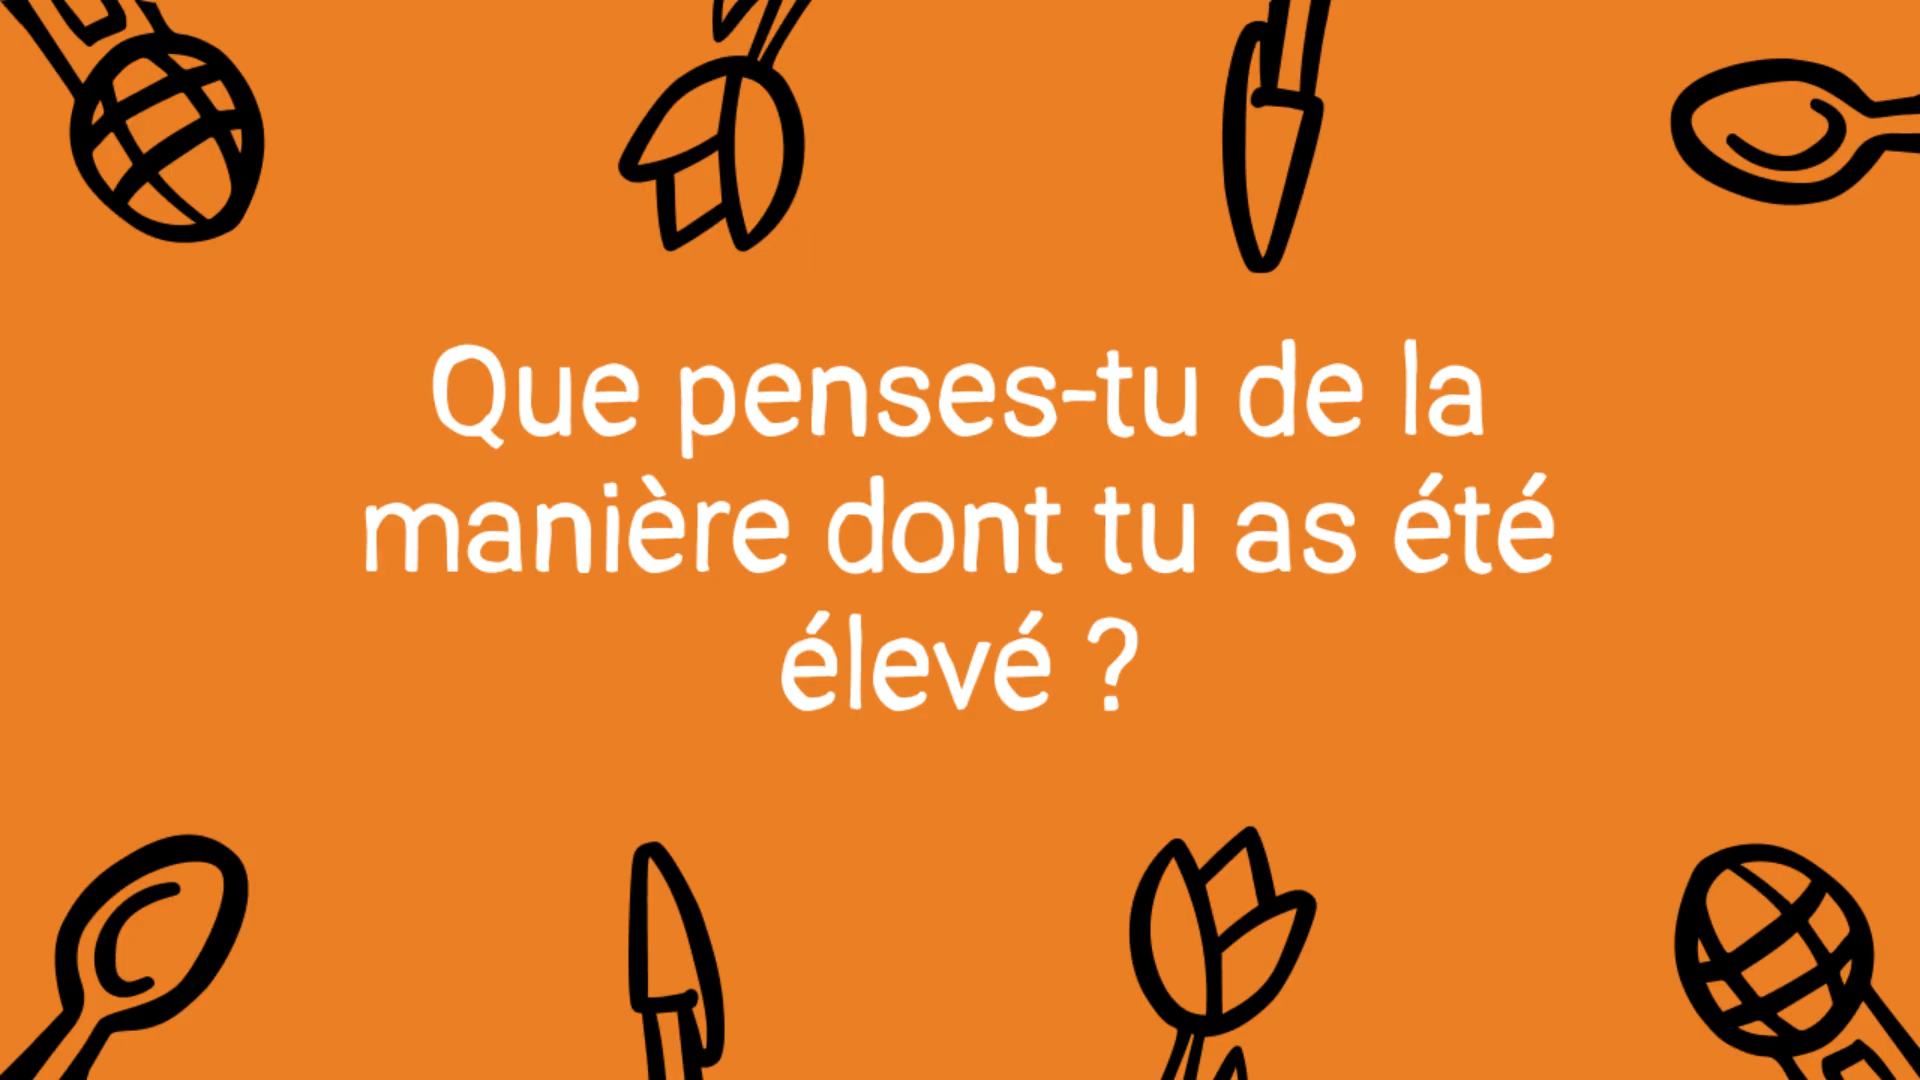 Que penses-tu de la
manière dont tu as été
élevé ?